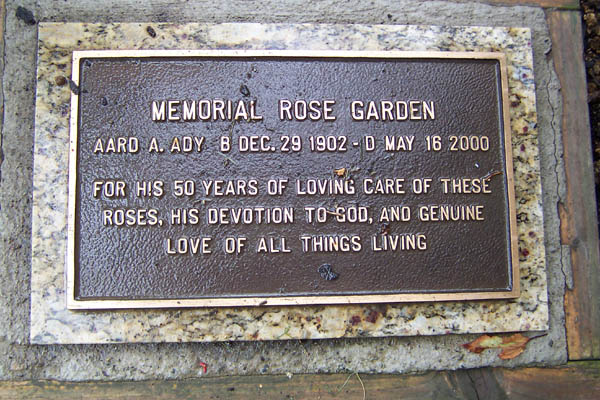 MEMORIAL ROSE GARDEN
AARD A. ADY B DEC. 29 1902 - D MAY 16 2000
FOR HIS 50 YEARS OF LOVING CARE OF THESE
ROSES, HIS DEVOTION TO GOD, AND GENUINE
LOVE OF ALL THINGS LIVING